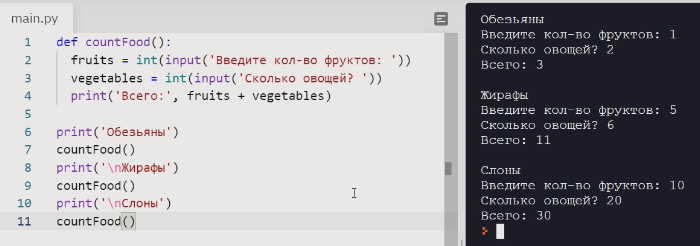 main.py
1 def countFood():
2 fruits = int(input('Введите кол-во фруктов: '))
3 vegetables = int(input('Сколько овощей? '))
4 print('Всего:', fruits + vegetables)
5
6 print('Обезьяны')
7 countFood()
8 print('\nЖирафы')
9 countFood()
10 print('\nСлоны')
11 countFood()
Обезьяны
Введите кол-во фруктов: 1
Сколько овощей? 2
Всего: 3
Жирафы
Введите кол-во фруктов: 5
Сколько овощей? 6
Всего: 11
Слоны
Введите кол-во фруктов: 10
Сколько овощей? 20
Всего: 30